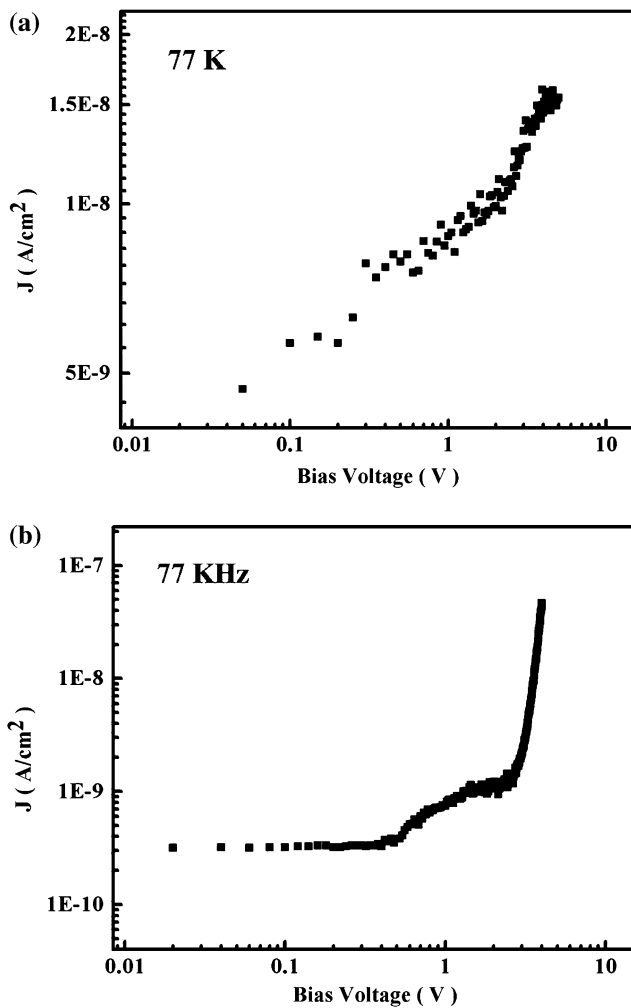 (a)
77 K
2E-8
1.5E-8
1E-8
5E-9
J ( A/cm²)
0.01 0.1 1 10
Bias Voltage ( V )
(b)
77 KHz
1E-7
1E-8
1E-9
1E-10
J ( A/cm²)
0.01 0.1 1 10
Bias Voltage ( V )